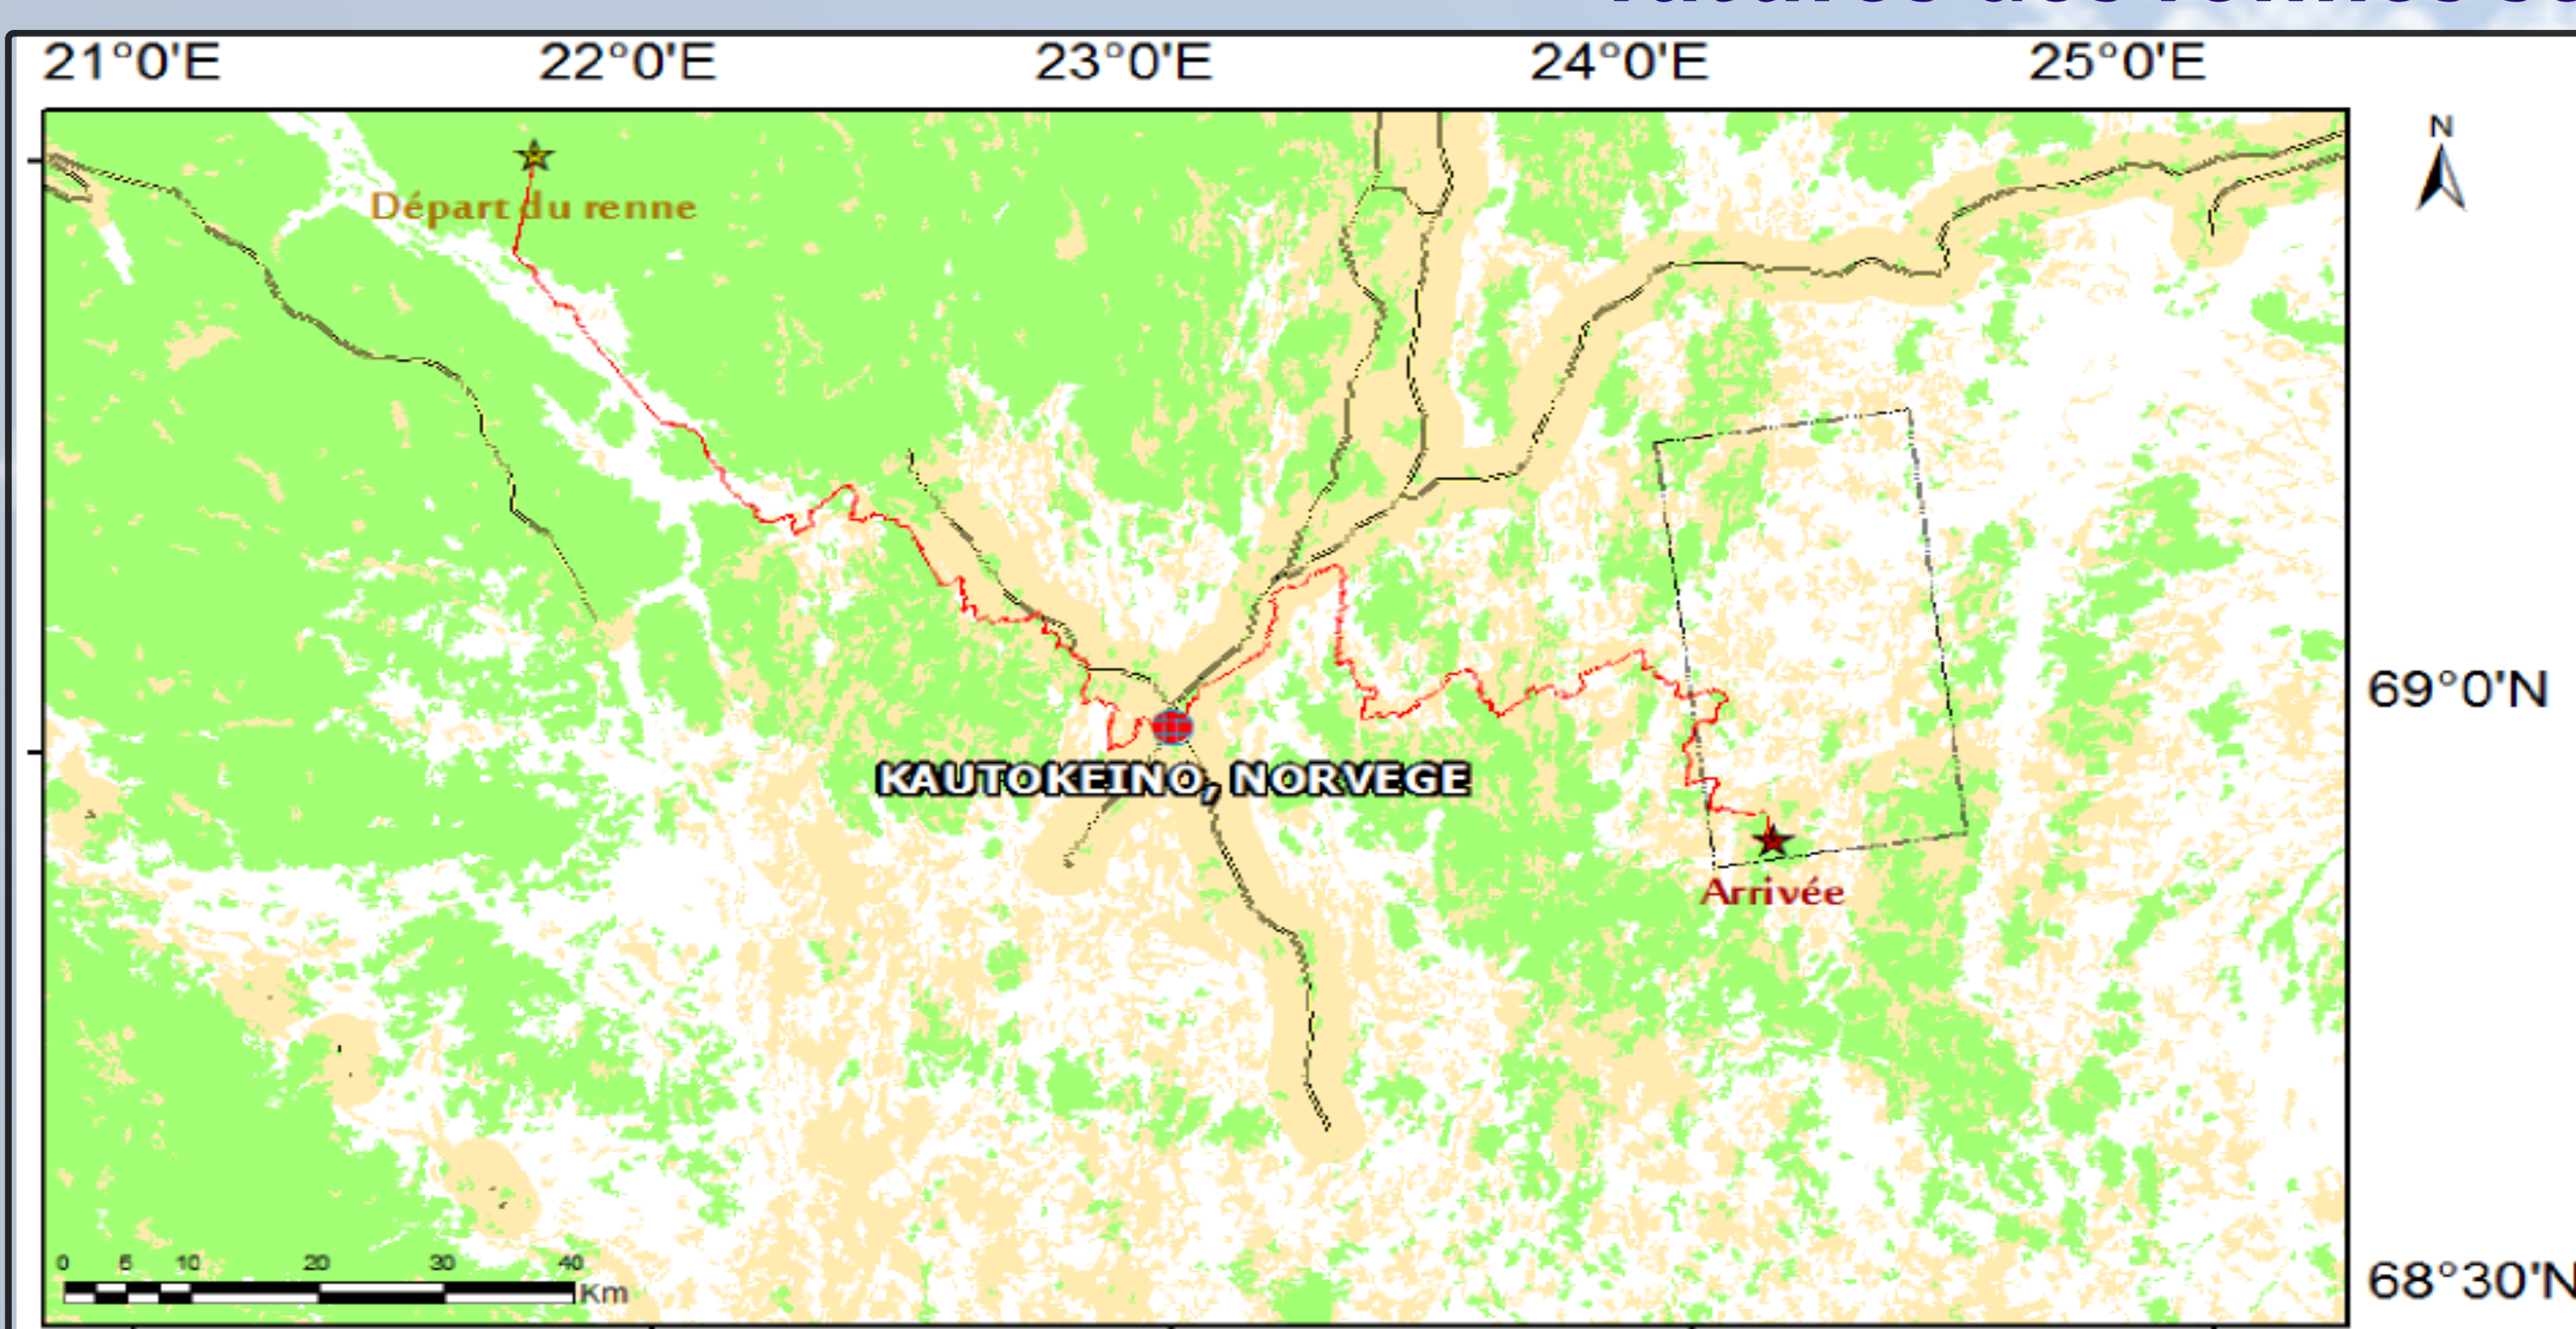 21°0'E 22°0'E 23°0'E 24°0'E 25°0'E
N
Départ du renne
69°0'N
KAUTOKEINO, NORVEGE
Arrivée
0 5 10 20 30 40
Km
68°30'N